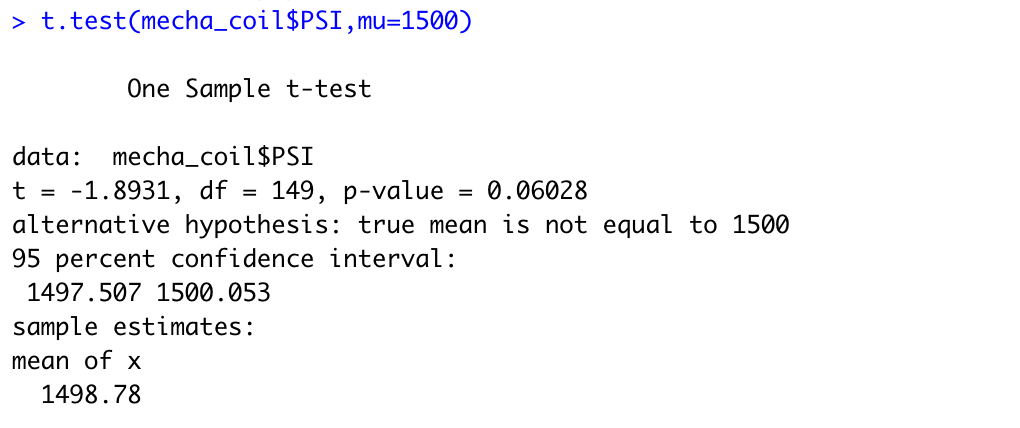 > t.test(mecha_coil$PSI,mu=1500)
One Sample t-test
data:  mecha_coil$PSI
t = -1.8931, df = 149, p-value = 0.06028
alternative hypothesis: true mean is not equal to 1500
95 percent confidence interval:
1497.507 1500.053
sample estimates:
mean of x
1498.78